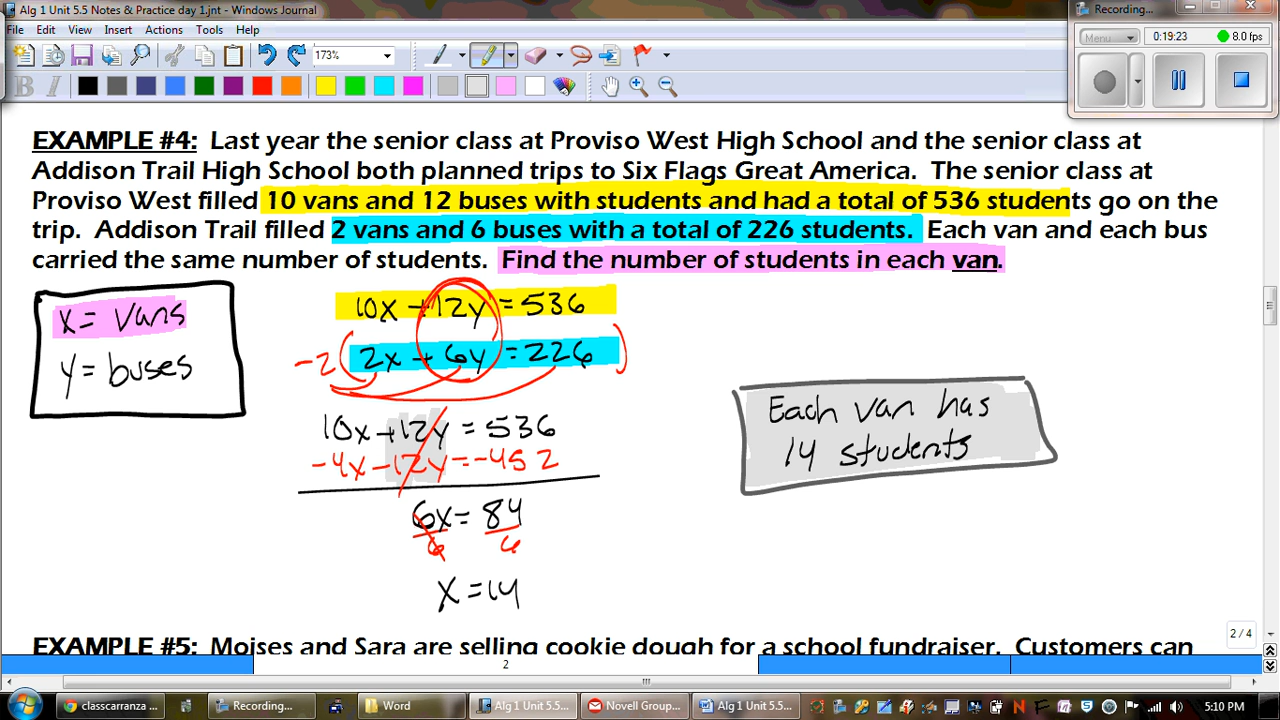 Alg 1 Unit 5.5 Notes & Practice day 1.jnt - Windows Journal
Recording...
File Edit View Insert Actions Tools Help
Menu
0:19:23
8.0 fps
173%
B I
EXAMPLE #4: Last year the senior class at Proviso West High School and the senior class at
Addison Trail High School both planned trips to Six Flags Great America. The senior class at
Proviso West filled 10 vans and 12 buses with students and had a total of 536 students go on the
trip. Addison Trail filled 2 vans and 6 buses with a total of 226 students. Each van and each bus
carried the same number of students. Find the number of students in each van.
x = vans
y = buses
10x + 12y = 536
-2 ( 2x + 6y = 226 )
10x + 12y = 536
-4x - 12y = -452
6x = 84
6 6
x = 14
Each van has
14 students
2 / 4
EXAMPLE #5: Moises and Sara are selling cookie dough for a school fundraiser. Customers can
2
classcarranza ...
Recording...
Word
Alg 1 Unit 5.5...
Novell Group...
Alg 1 Unit 5.5...
5:10 PM